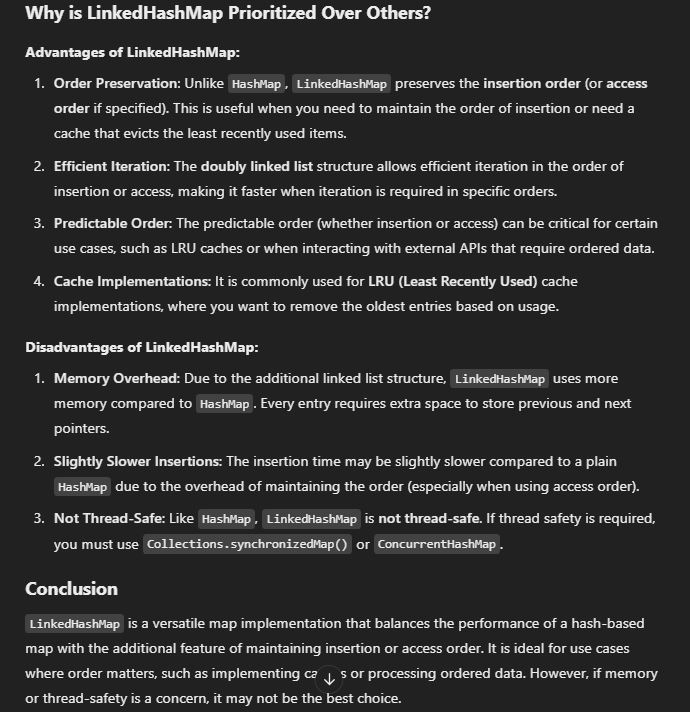 Why is LinkedHashMap Prioritized Over Others?
Advantages of LinkedHashMap:
1. Order Preservation: Unlike HashMap, LinkedHashMap preserves the insertion order (or access
order if specified). This is useful when you need to maintain the order of insertion or need a
cache that evicts the least recently used items.
2. Efficient Iteration: The doubly linked list structure allows efficient iteration in the order of
insertion or access, making it faster when iteration is required in specific orders.
3. Predictable Order: The predictable order (whether insertion or access) can be critical for certain
use cases, such as LRU caches or when interacting with external APIs that require ordered data.
4. Cache Implementations: It is commonly used for LRU (Least Recently Used) cache
implementations, where you want to remove the oldest entries based on usage.
Disadvantages of LinkedHashMap:
1. Memory Overhead: Due to the additional linked list structure, LinkedHashMap uses more
memory compared to HashMap. Every entry requires extra space to store previous and next
pointers.
2. Slightly Slower Insertions: The insertion time may be slightly slower compared to a plain
HashMap due to the overhead of maintaining the order (especially when using access order).
3. Not Thread-Safe: Like HashMap, LinkedHashMap is not thread-safe. If thread safety is required,
you must use Collections.synchronizedMap() or ConcurrentHashMap.
Conclusion
LinkedHashMap is a versatile map implementation that balances the performance of a hash-based
map with the additional feature of maintaining insertion or access order. It is ideal for use cases
where order matters, such as implementing or processing ordered data. However, if memory
or thread-safety is a concern, it may not be the best choice.